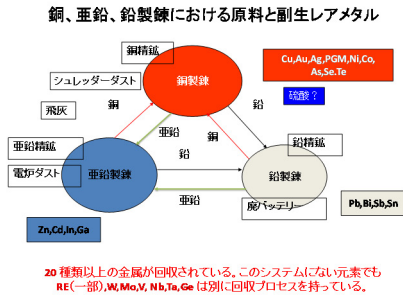 銅、亜鉛、鉛製錬における原料と副生レアメタル
銅精鉱
銅製錬
シュレッダーダスト
Cu,Au,Ag,PGM,Ni,Co,
As,Se.Te
硫酸？
飛灰
銅
鉛
亜鉛
銅
亜鉛精鉱
鉛
鉛精鉱
電炉ダスト
亜鉛製錬
鉛製錬
亜鉛
廃バッテリー
Zn,Cd,In,Ga
Pb,Bi,Sb,Sn
20 種類以上の金属が回収されている。このシステムにない元素でも
RE(一部）,W,Mo,V, Nb,Ta,Ge は別に回収プロセスを持っている。